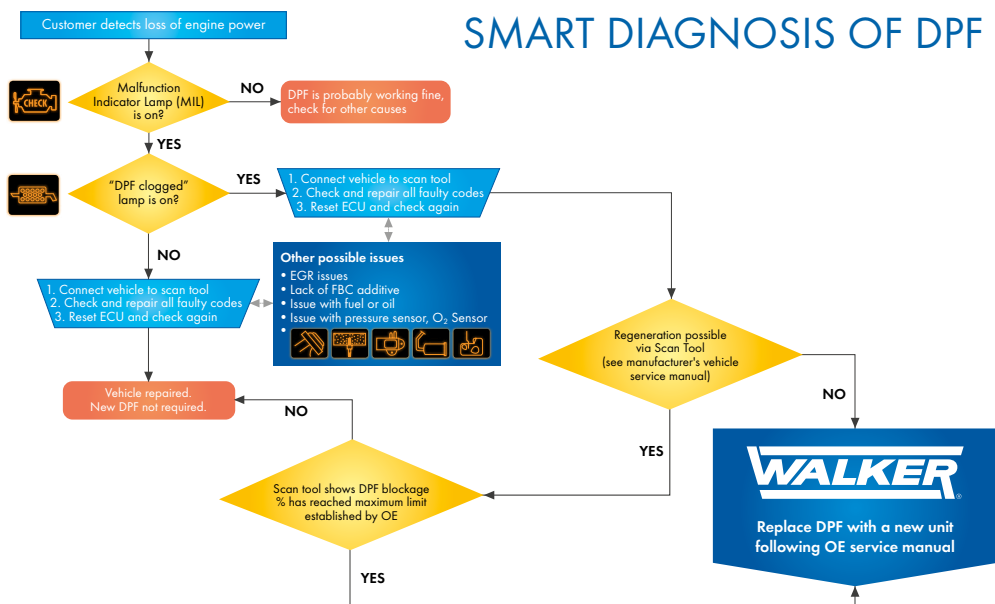 SMART DIAGNOSIS OF DPF
Customer detects loss of engine power
CHECK
Malfunction
Indicator Lamp (MIL)
is on?
NO
DPF is probably working fine,
check for other causes
YES
"DPF clogged"
lamp is on?
YES
1. Connect vehicle to scan tool
2. Check and repair all faulty codes
3. Reset ECU and check again
NO
Other possible issues
• EGR issues
• Lack of FBC additive
• Issue with fuel or oil
• Issue with pressure sensor, O₂ Sensor
•
1. Connect vehicle to scan tool
2. Check and repair all faulty codes
3. Reset ECU and check again
Regeneration possible
via Scan Tool
(see manufacturer's vehicle
service manual)
NO
YES
Vehicle repaired.
New DPF not required.
NO
Scan tool shows DPF blockage
% has reached maximum limit
established by OE
YES
WALKER®
Replace DPF with a new unit
following OE service manual